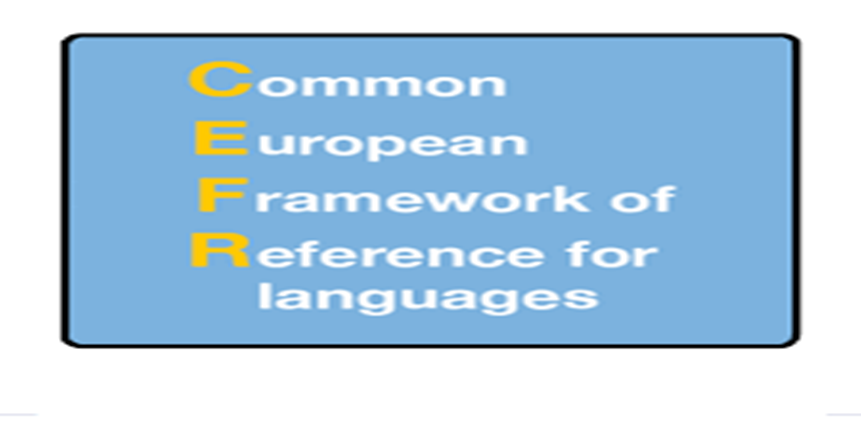 Common
European
Framework of
Reference for
languages